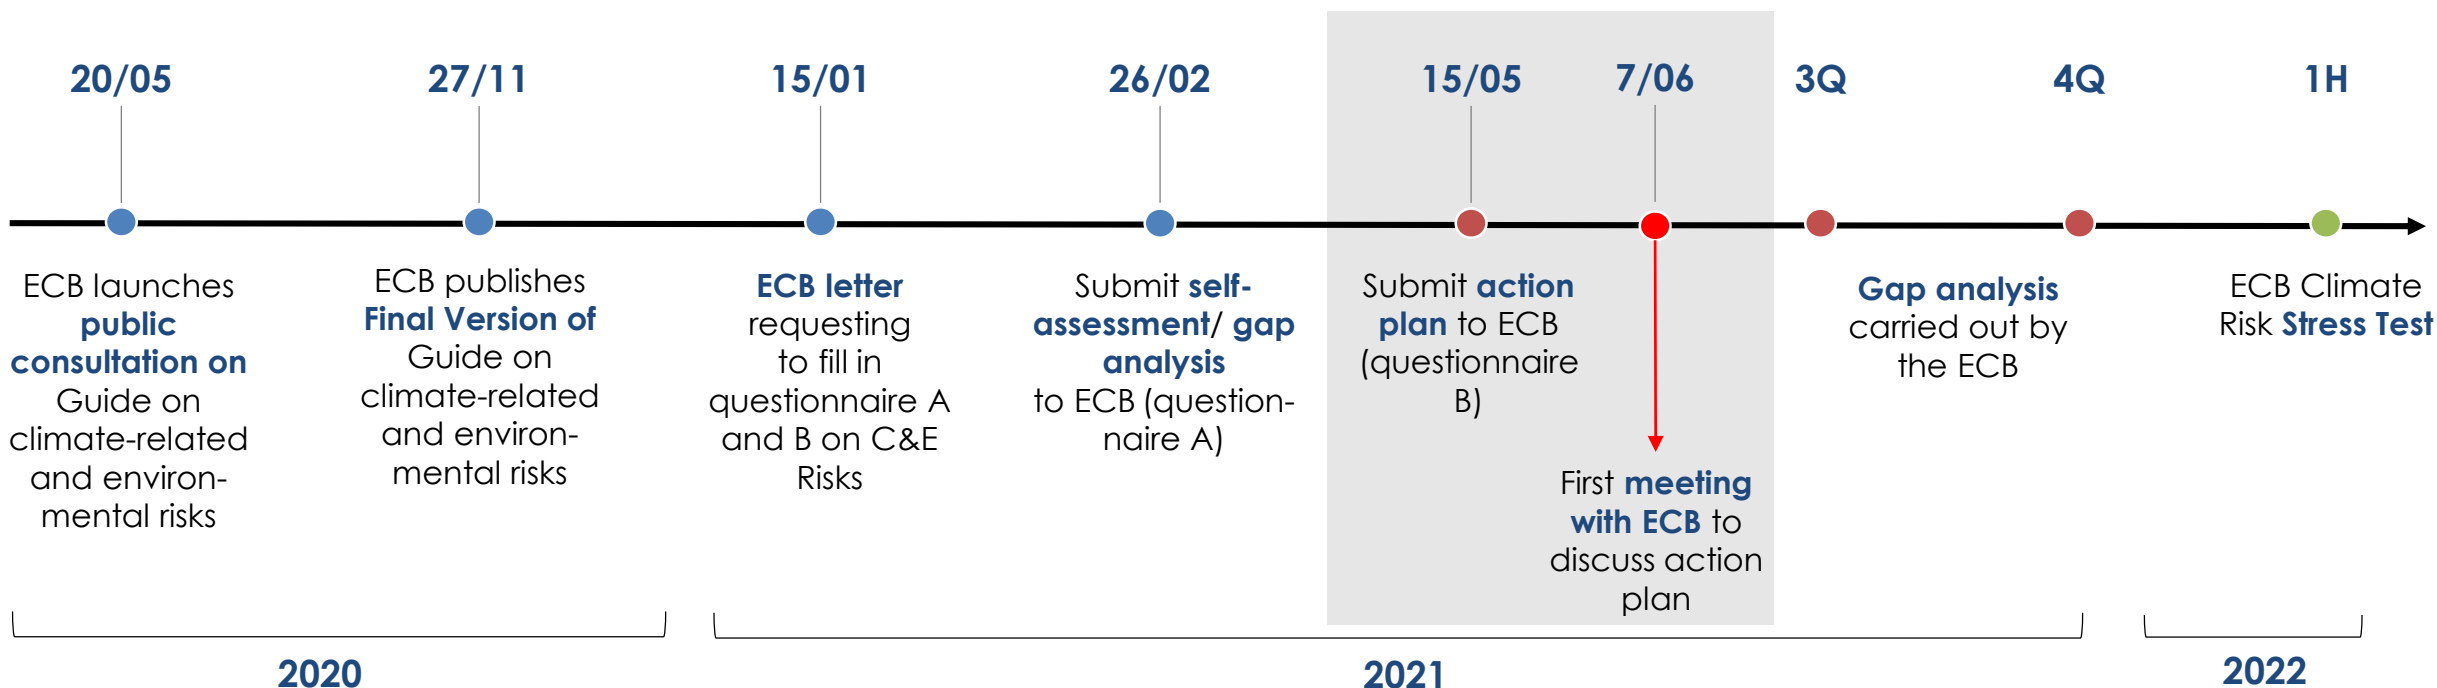 20/05
27/11
15/01
26/02
15/05
7/06
3Q
4Q
1H
ECB launches
public
consultation on
Guide on
climate-related
and environ-
mental risks
ECB publishes
Final Version of
Guide on
climate-related
and environ-
mental risks
ECB letter
requesting
to fill in
questionnaire A
and B on C&E
Risks
Submit self-
assessment/ gap
analysis
to ECB (question-
naire A)
Submit action
plan to ECB
(questionnaire
B)
First meeting
with ECB to
discuss action
plan
Gap analysis
carried out by
the ECB
ECB Climate
Risk Stress Test
2020
2021
2022